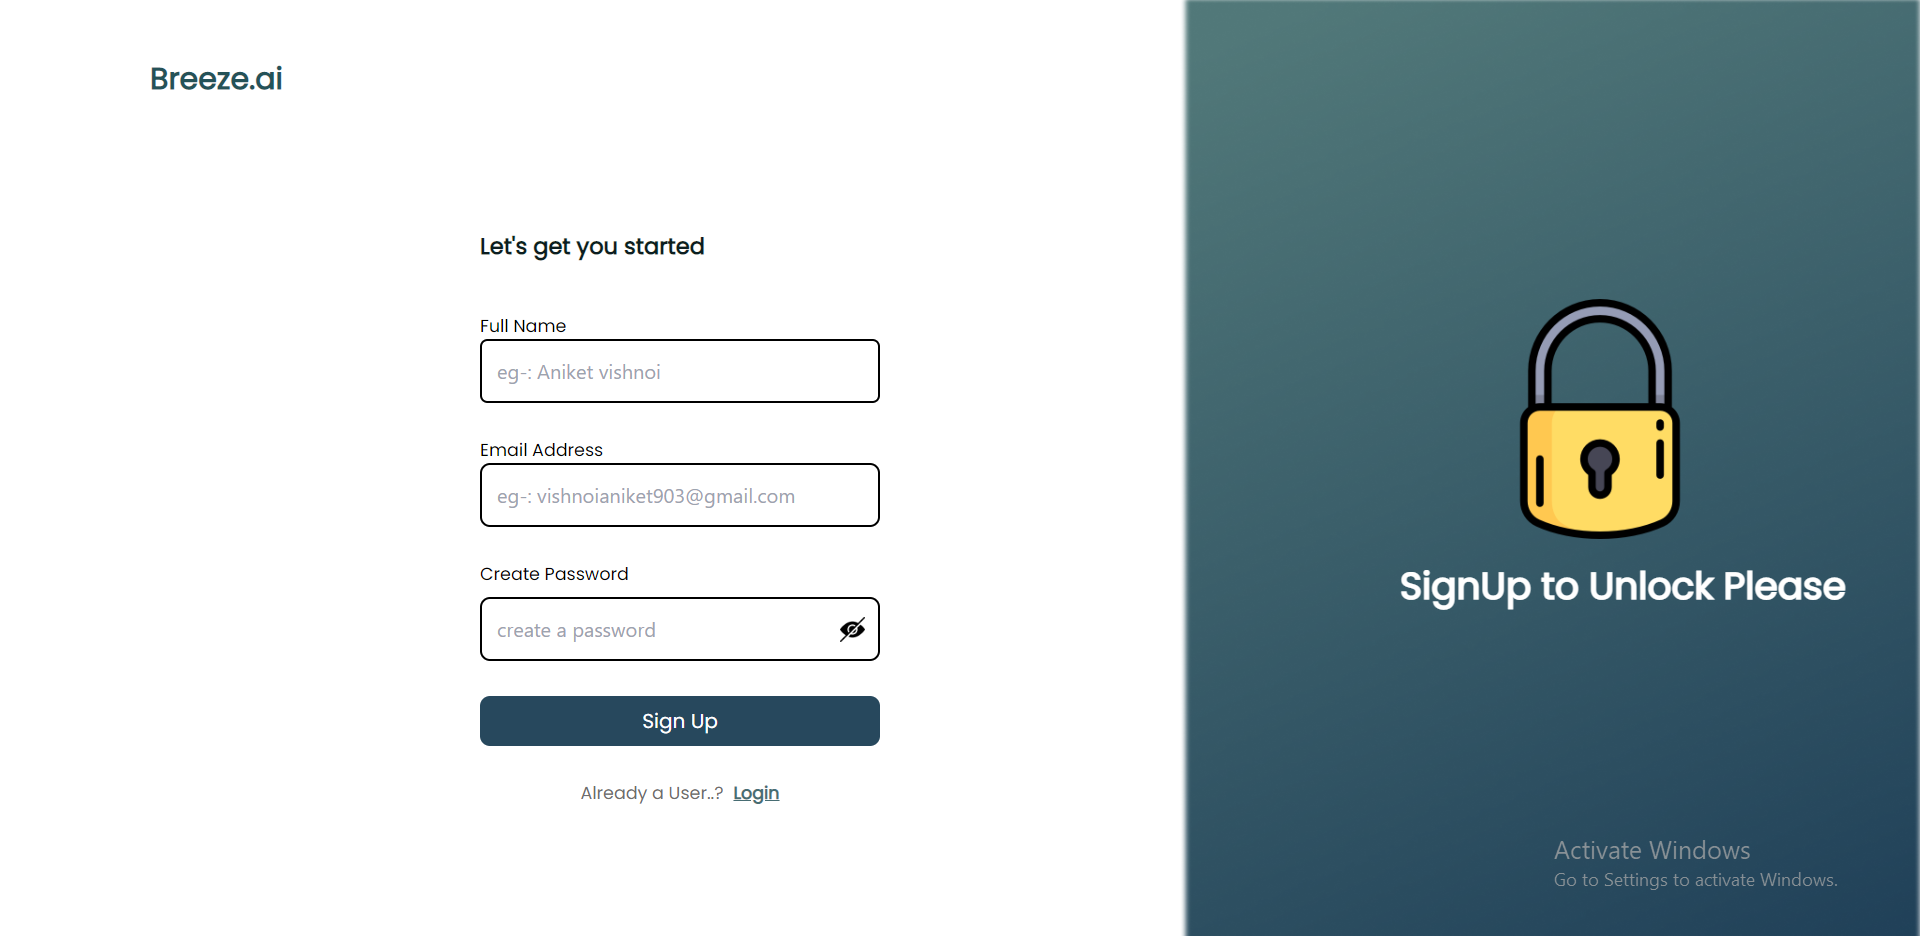 Breeze.ai
Let's get you started
Full Name
eg-: Aniket vishnoi
Email Address
eg-: vishnoianiket903@gmail.com
Create Password
create a password
Sign Up
Already a User..? Login
SignUp to Unlock Please
Activate Windows
Go to Settings to activate Windows.